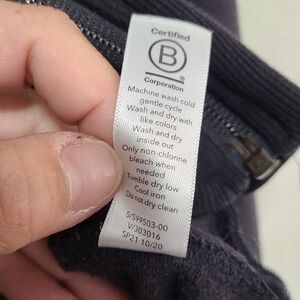 Certified
B
Corporation
Machine wash cold
gentle cycle
Wash and dry with
like colors
Wash and dry
inside out
Only non-chlorine
bleach when
needed
Tumble dry low
Cool iron
Do not dry clean
S/S99503-00
V/303016
SP21 10/20